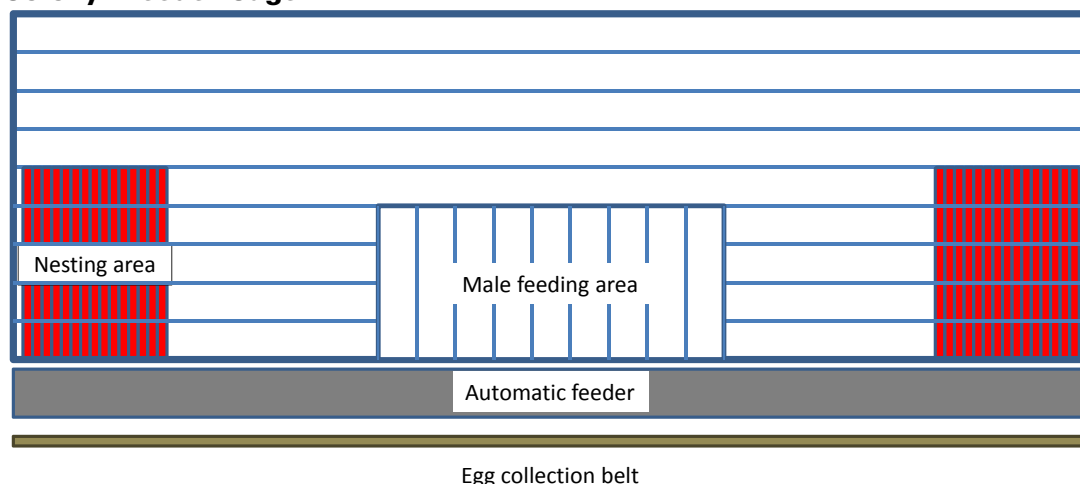 Nesting area
Male feeding area
Automatic feeder
Egg collection belt